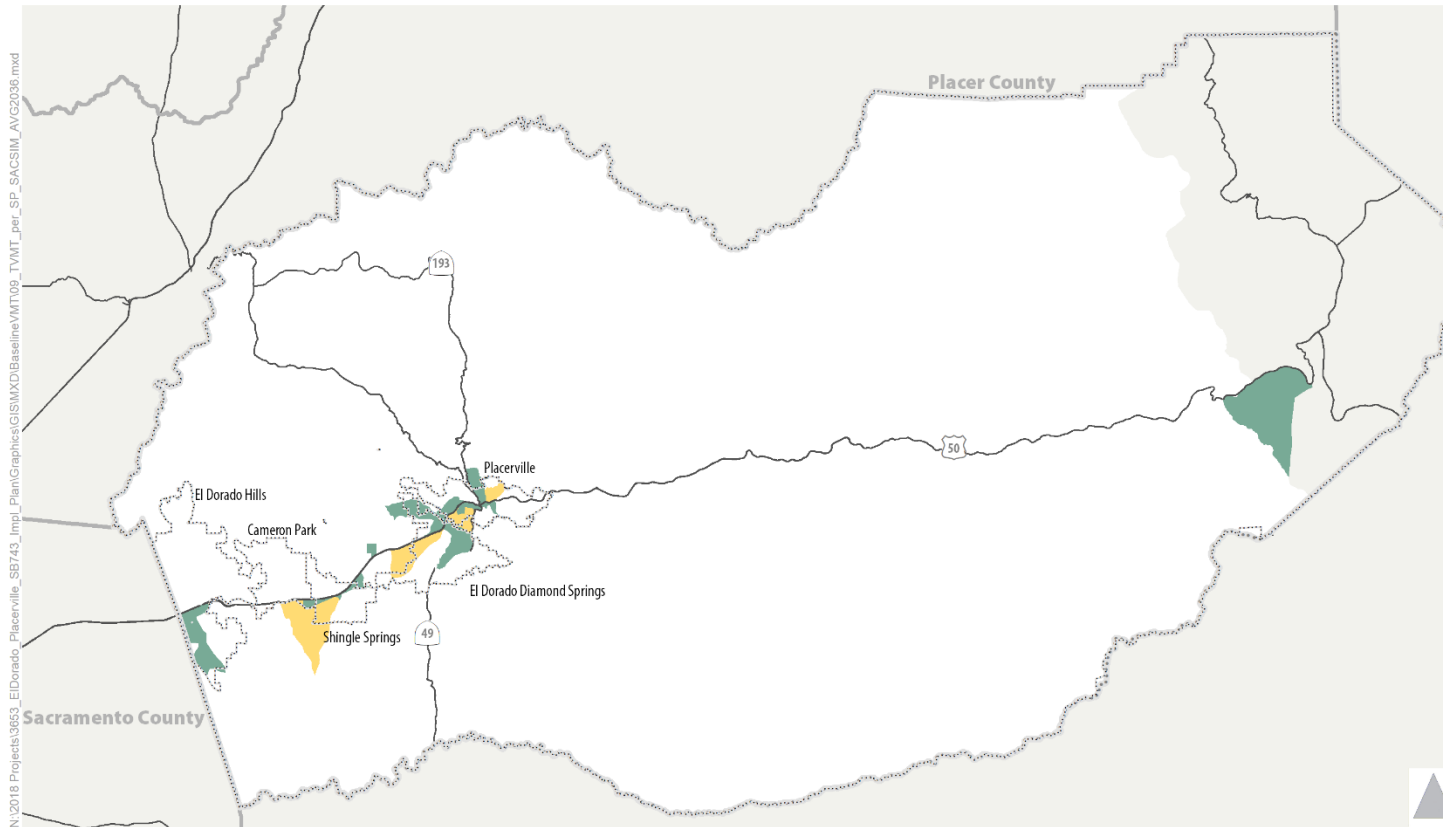 N:\2018 Projects\3653_ElDorado_Placerville_SB743_Impl_Plan\Graphics\GIS\MXD\BaselineVMT\09_TVMT_per_SP_SACSIM_AVG2036.mxd
Placer County
193
50
Placerville
El Dorado Hills
Cameron Park
El Dorado Diamond Springs
Shingle Springs
49
Sacramento County